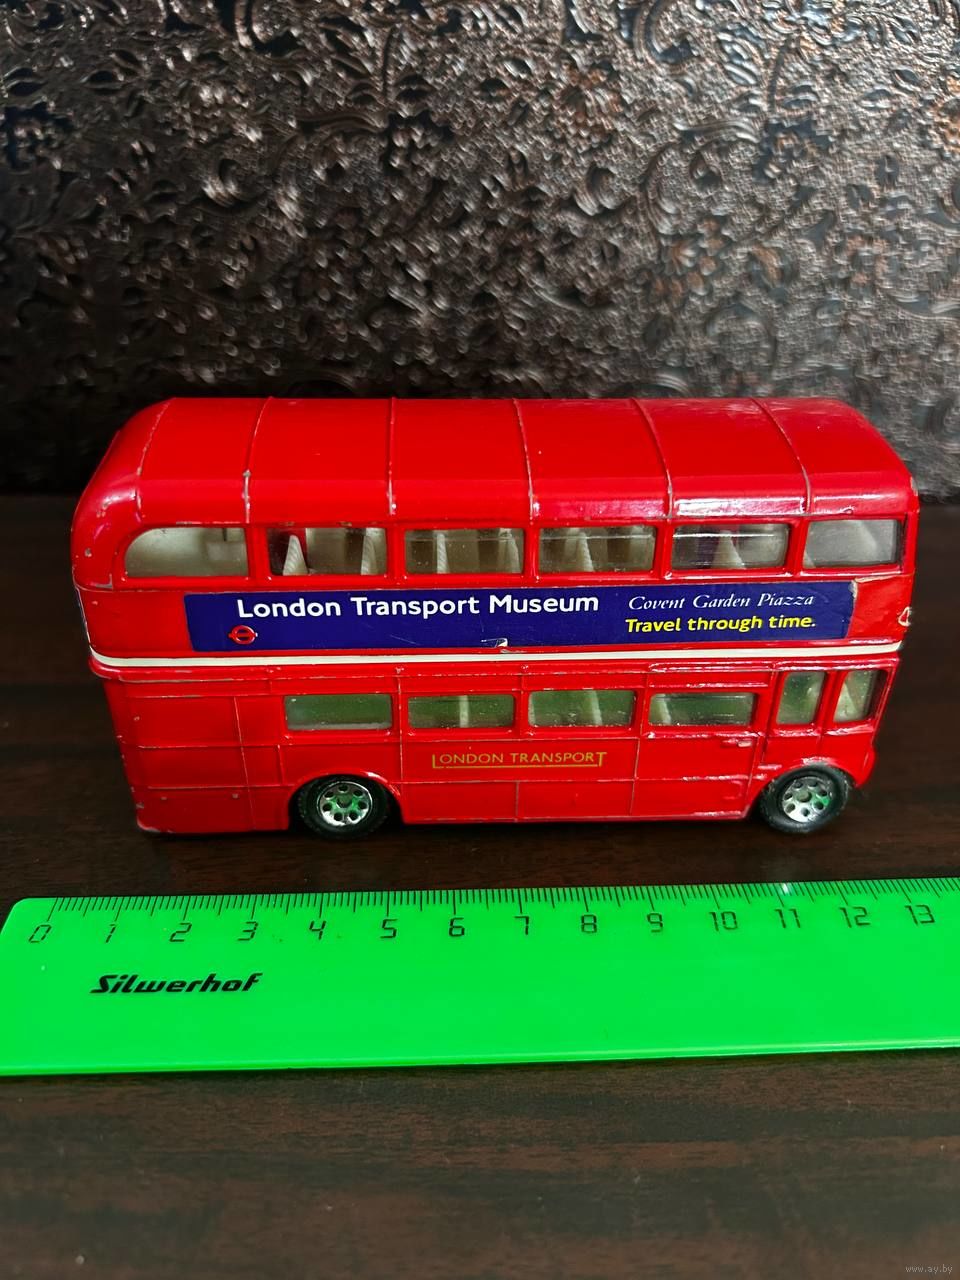 London Transport Museum
Covent Garden Piazza
Travel through time.
LONDON TRANSPORT
0 1 2 3 4 5 6 7 8 9 10 11 12 13
Silwerhof
www.ay.by